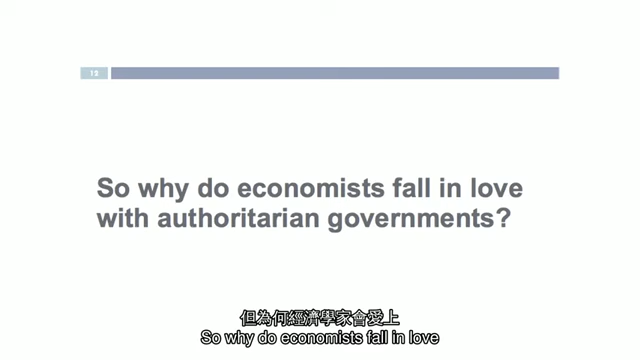 12
So why do economists fall in love
with authoritarian governments?
但為何經濟學家會愛上
So why do economists fall in love